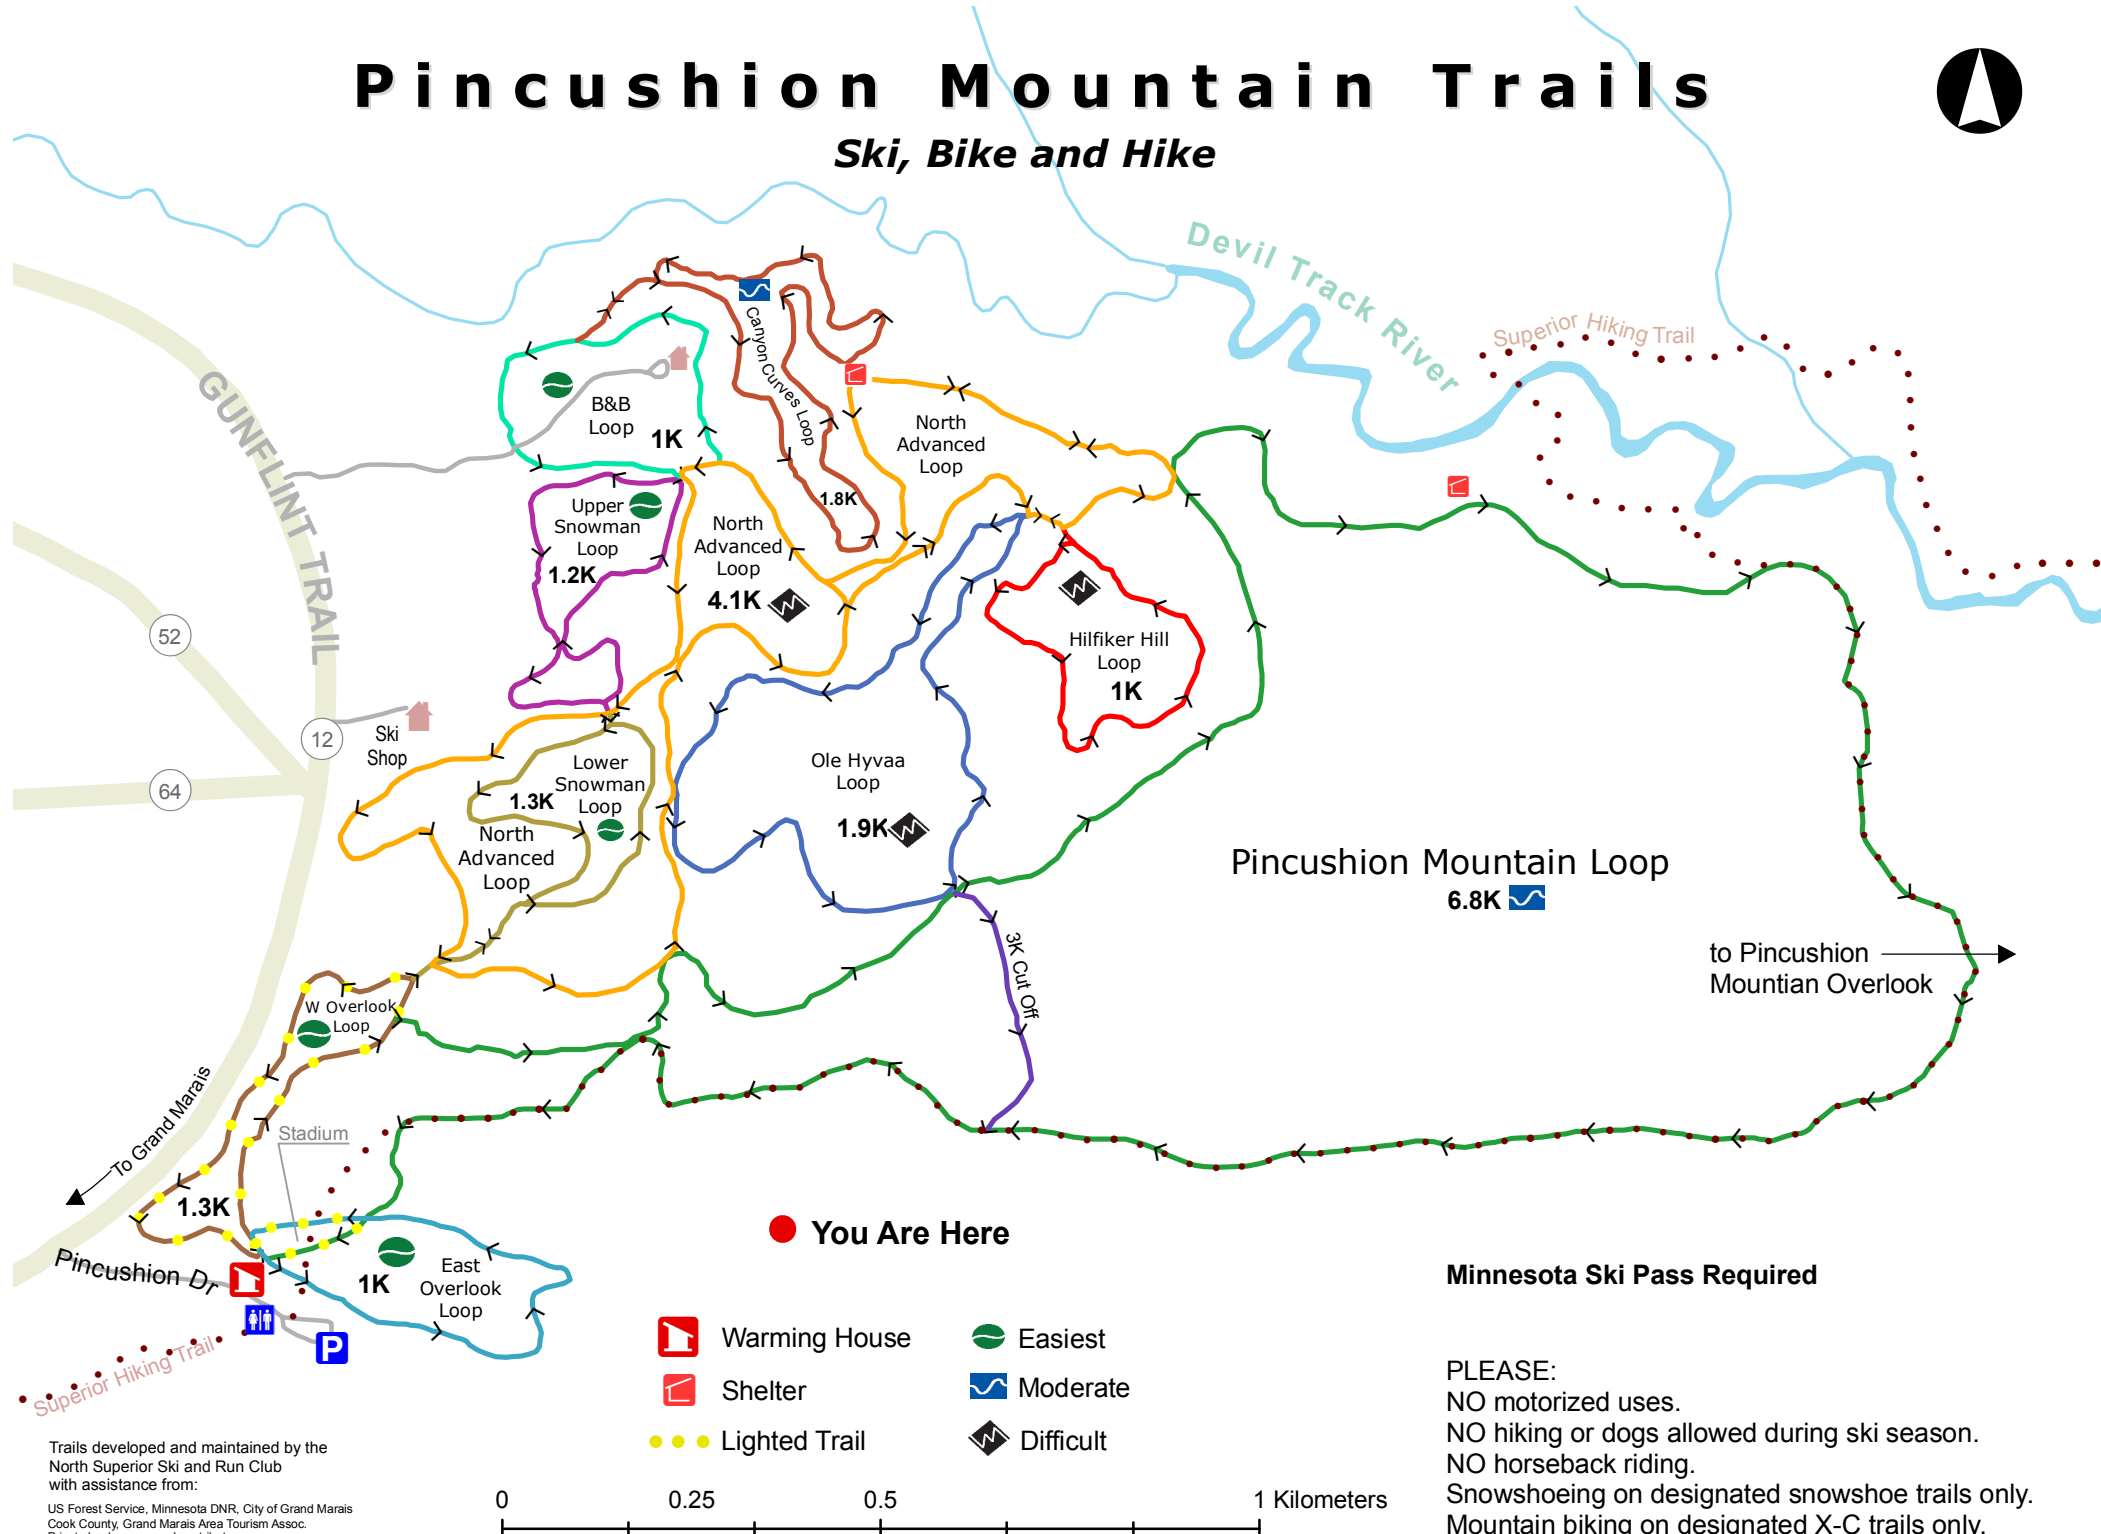 Pincushion Mountain Trails
Ski, Bike and Hike
Devil Track River
Superior Hiking Trail
GUNFLINT TRAIL
Canyon Curves Loop
1.8K
B&B
Loop
1K
North
Advanced
Loop
Upper
Snowman
Loop
1.2K
North
Advanced
Loop
4.1K
52
Hilfiker Hill
Loop
1K
12
Ski
Shop
64
Lower
Snowman
Loop
1.3K
Ole Hyvaa
Loop
1.9K
North
Advanced
Loop
Pincushion Mountain Loop
6.8K
3K Cut Off
to Pincushion
Mountian Overlook
W Overlook
Loop
To Grand Marais
Stadium
1.3K
Pincushion Dr
1K
East
Overlook
Loop
P
Superior Hiking Trail
You Are Here
Warming House
Shelter
Lighted Trail
Easiest
Moderate
Difficult
0 0.25 0.5 1 Kilometers
Minnesota Ski Pass Required
PLEASE:
NO motorized uses.
NO hiking or dogs allowed during ski season.
NO horseback riding.
Snowshoeing on designated snowshoe trails only.
Mountain biking on designated X-C trails only.
Trails developed and maintained by the
North Superior Ski and Run Club
with assistance from:
US Forest Service, Minnesota DNR, City of Grand Marais
Cook County, Grand Marais Area Tourism Assoc.